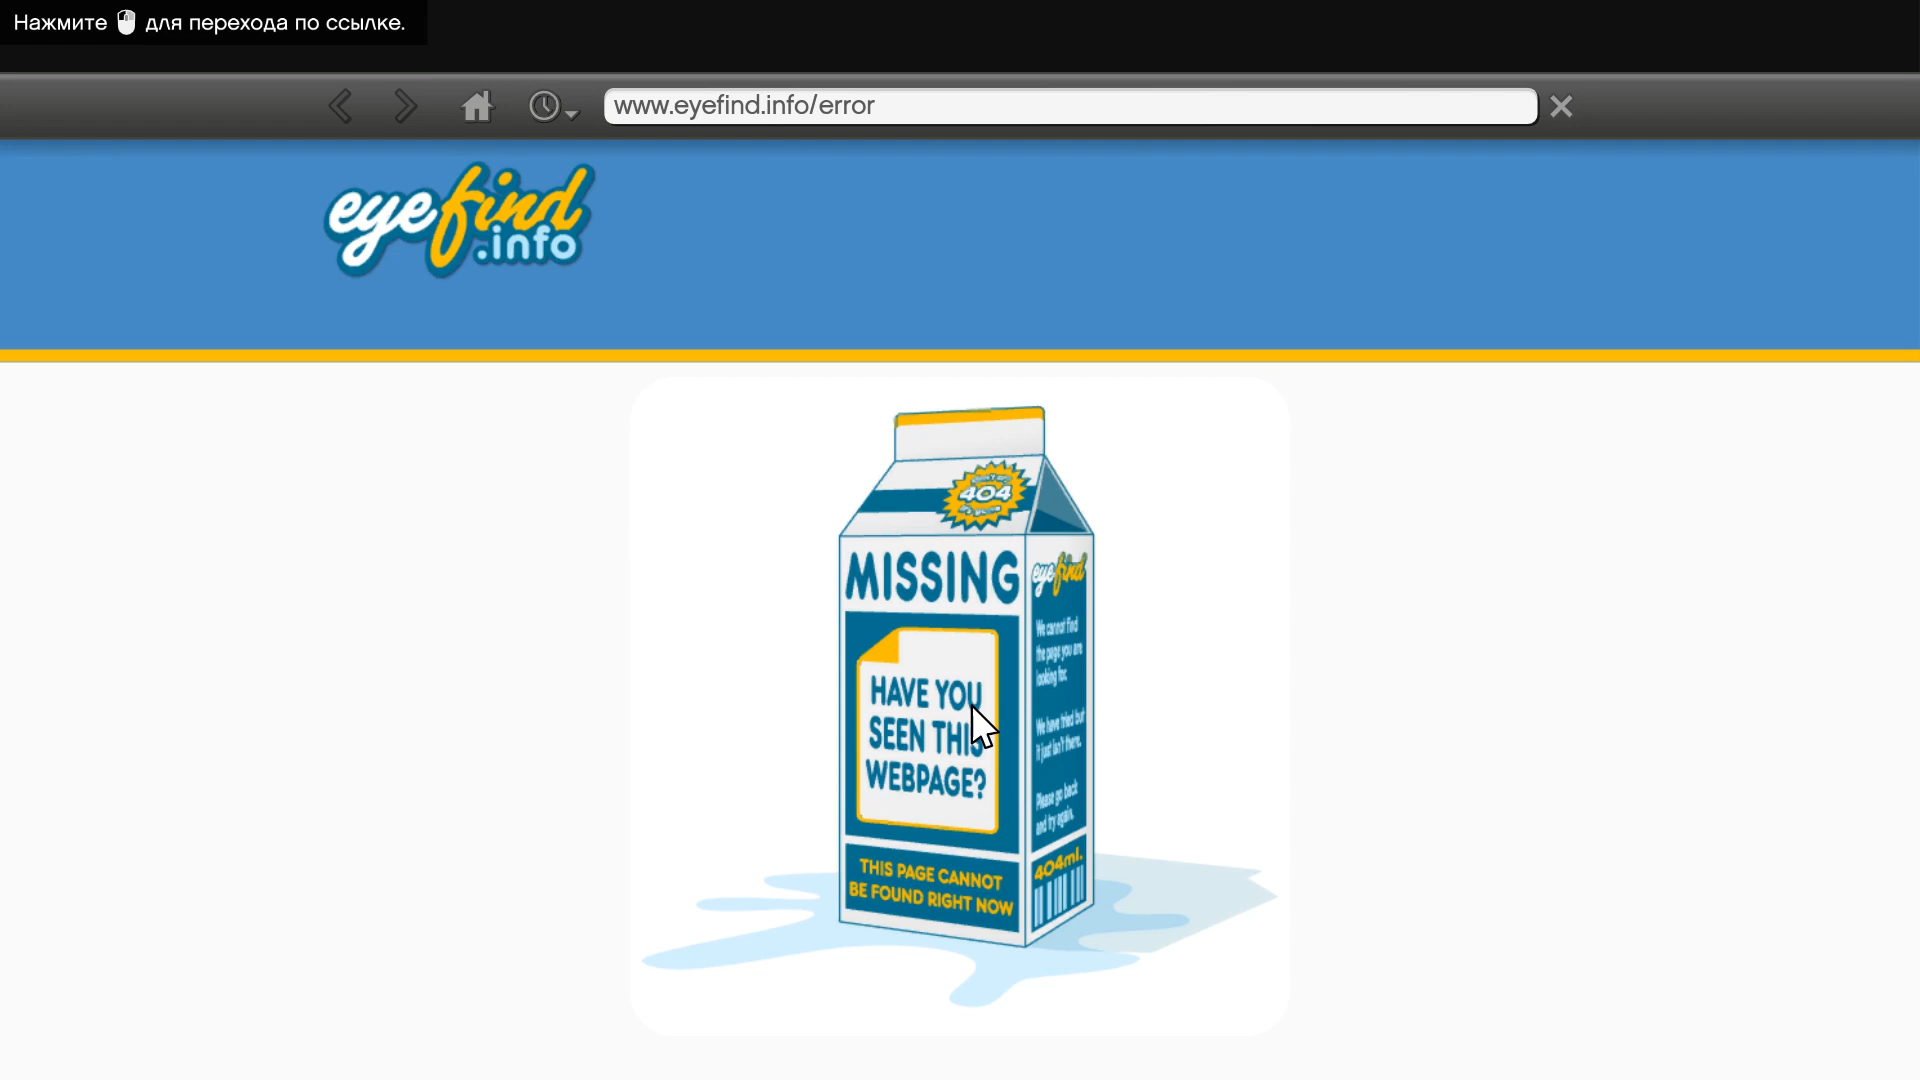 Нажмите для перехода по ссылке.
www.eyefind.info/error
eyefind
.info
404
MISSING
HAVE YOU
SEEN THIS
WEBPAGE?
THIS PAGE CANNOT
BE FOUND RIGHT NOW
eyefind
We cannot find
the page you are
looking for.
We have tried but
it just isn't there.
Please go back
and try again.
404ml.